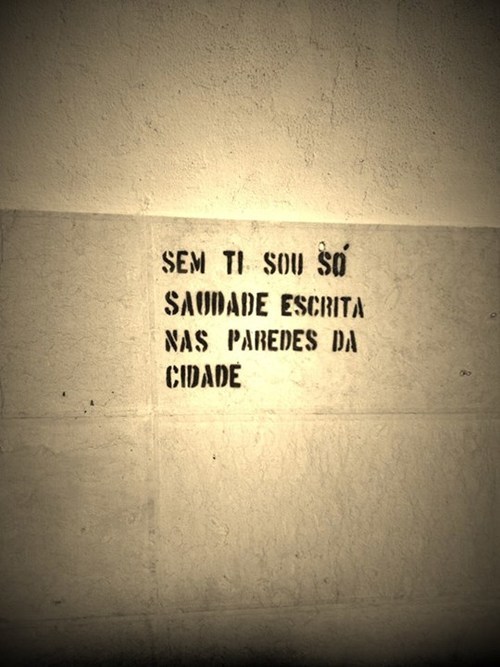 SEM TI SOU SÓ
SAUDADE ESCRITA
NAS PAREDES DA
CIDADE